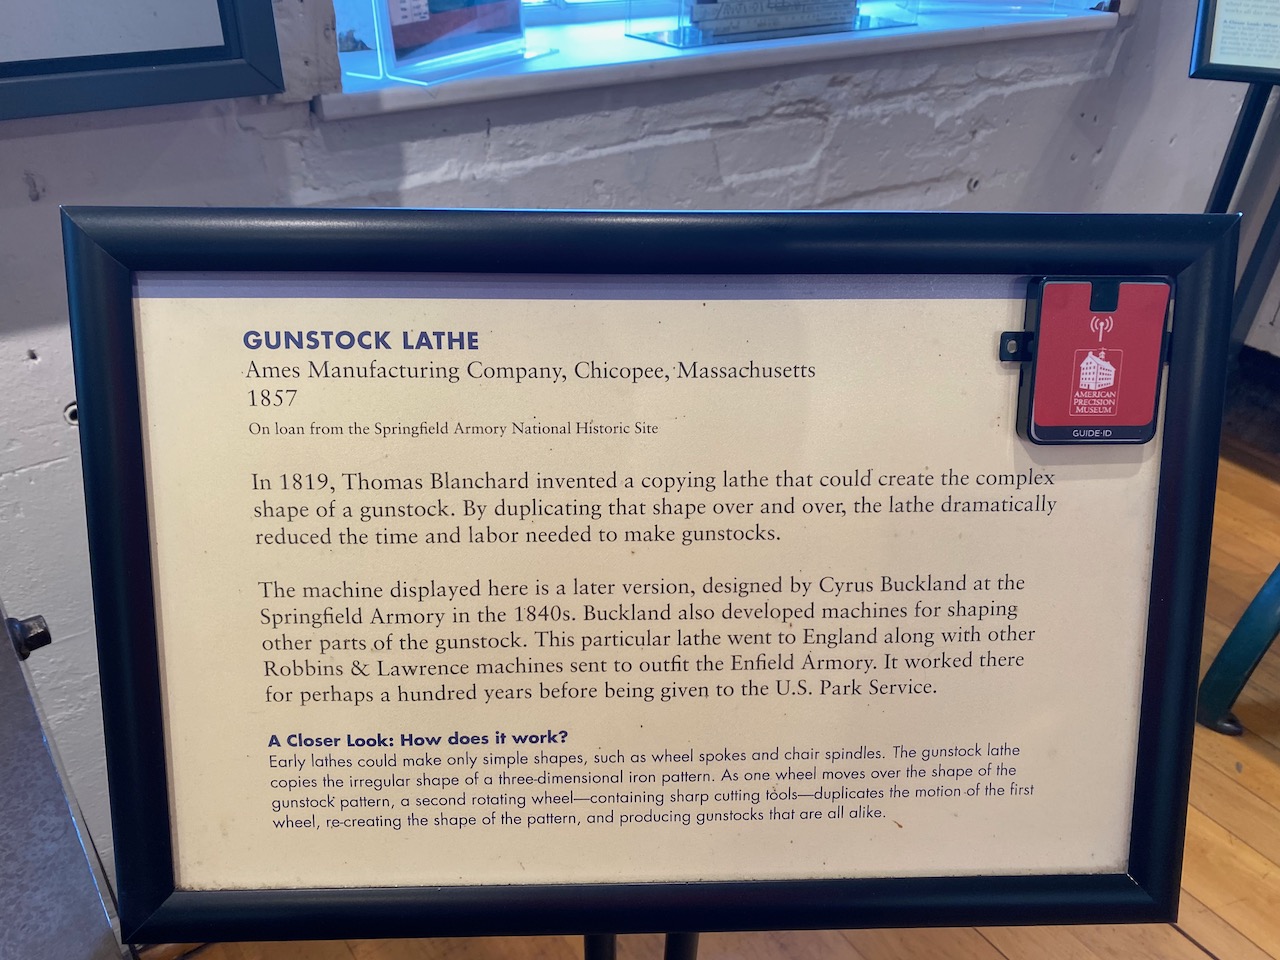 GUNSTOCK LATHE
Ames Manufacturing Company, Chicopee, Massachusetts
1857
On loan from the Springfield Armory National Historic Site
In 1819, Thomas Blanchard invented a copying lathe that could create the complex
shape of a gunstock. By duplicating that shape over and over, the lathe dramatically
reduced the time and labor needed to make gunstocks.
The machine displayed here is a later version, designed by Cyrus Buckland at the
Springfield Armory in the 1840s. Buckland also developed machines for shaping
other parts of the gunstock. This particular lathe went to England along with other
Robbins & Lawrence machines sent to outfit the Enfield Armory. It worked there
for perhaps a hundred years before being given to the U.S. Park Service.
A Closer Look: How does it work?
Early lathes could make only simple shapes, such as wheel spokes and chair spindles. The gunstock lathe
copies the irregular shape of a three-dimensional iron pattern. As one wheel moves over the shape of the
gunstock pattern, a second rotating wheel—containing sharp cutting tools—duplicates the motion of the first
wheel, re-creating the shape of the pattern, and producing gunstocks that are all alike.
AMERICAN
PRECISION
MUSEUM
GUIDE·ID